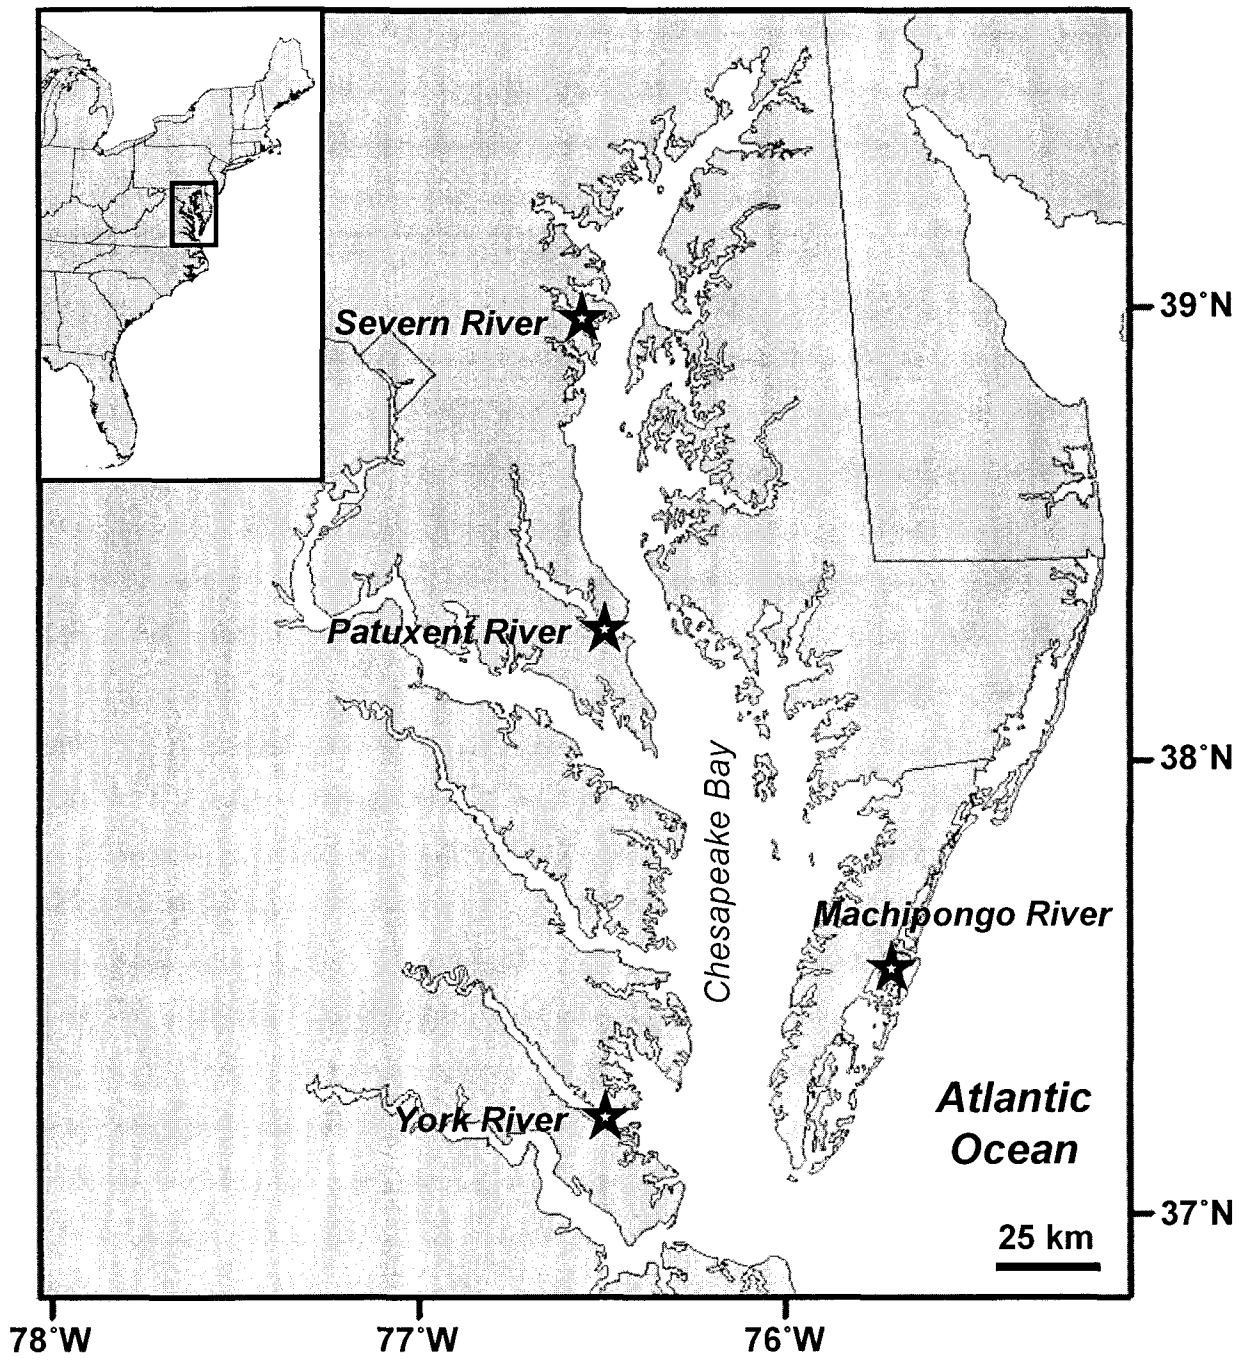 Severn River
39°N
Patuxent River
38°N
Chesapeake Bay
Machipongo River
York River
Atlantic
Ocean
37°N
25 km
78°W
77°W
76°W